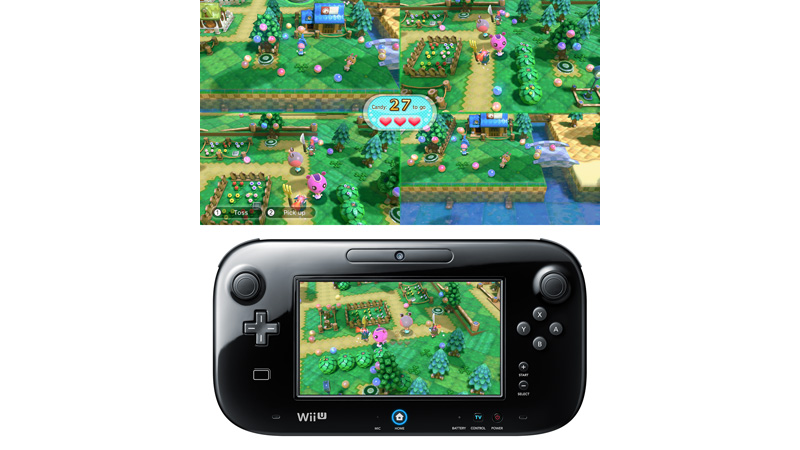 Candy: 27 to go
1 Toss 2 Pick up
X
Y A
B
+
START
−
SELECT
Wii U
MIC HOME BATTERY TV CONTROL POWER